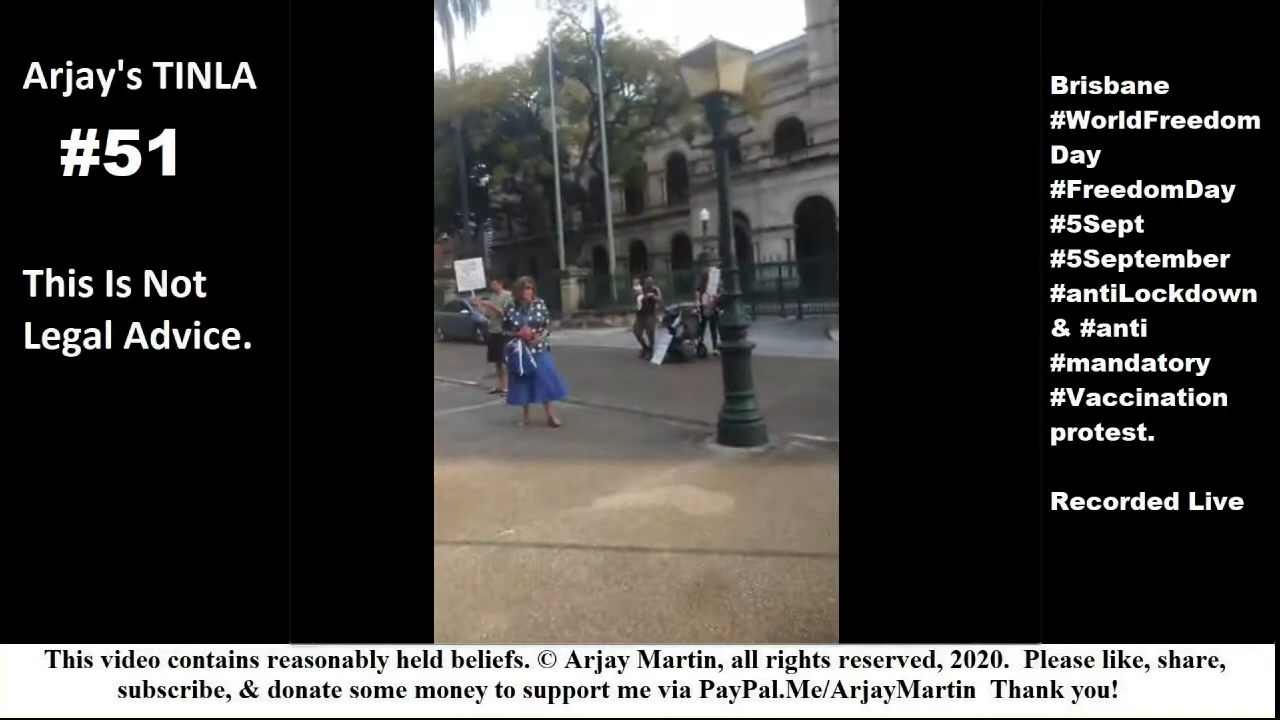 Arjay's TINLA
#51
This Is Not
Legal Advice.
Brisbane
#WorldFreedom
Day
#FreedomDay
#5Sept
#5September
#antiLockdown
& #anti
#mandatory
#Vaccination
protest.
Recorded Live
This video contains reasonably held beliefs. © Arjay Martin, all rights reserved, 2020.  Please like, share,
subscribe, & donate some money to support me via PayPal.Me/ArjayMartin  Thank you!